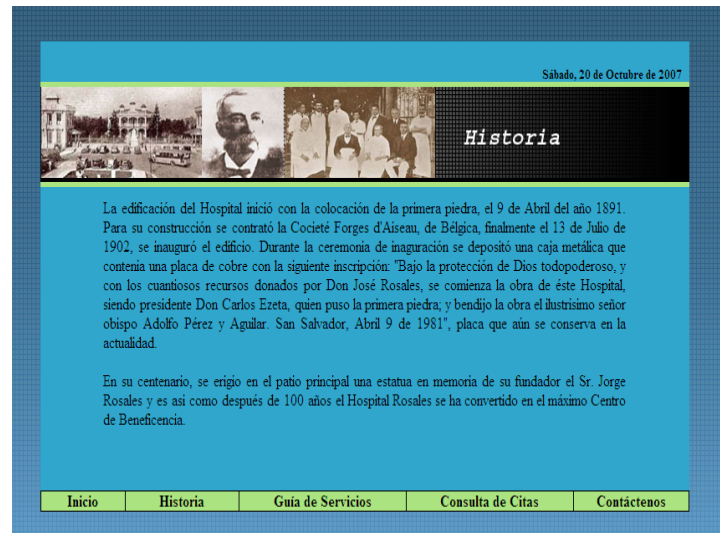 Sábado, 20 de Octubre de 2007
Historia
La edificación del Hospital inició con la colocación de la primera piedra, el 9 de Abril del año 1891.
Para su construcción se contrató la Cocieté Forges d'Aiseau, de Bélgica, finalmente el 13 de Julio de
1902, se inauguró el edificio. Durante la ceremonia de inaguración se depositó una caja metálica que
contenia una placa de cobre con la siguiente inscripción: "Bajo la protección de Dios todopoderoso, y
con los cuantiosos recursos donados por Don José Rosales, se comienza la obra de éste Hospital,
siendo presidente Don Carlos Ezeta, quien puso la primera piedra; y bendijo la obra el ilustrisimo señor
obispo Adolfo Pérez y Aguilar. San Salvador, Abril 9 de 1981", placa que aún se conserva en la
actualidad.
En su centenario, se erigio en el patio principal una estatua en memoria de su fundador el Sr. Jorge
Rosales y es asi como después de 100 años el Hospital Rosales se ha convertido en el máximo Centro
de Beneficencia.
Inicio Historia Guía de Servicios Consulta de Citas Contáctenos